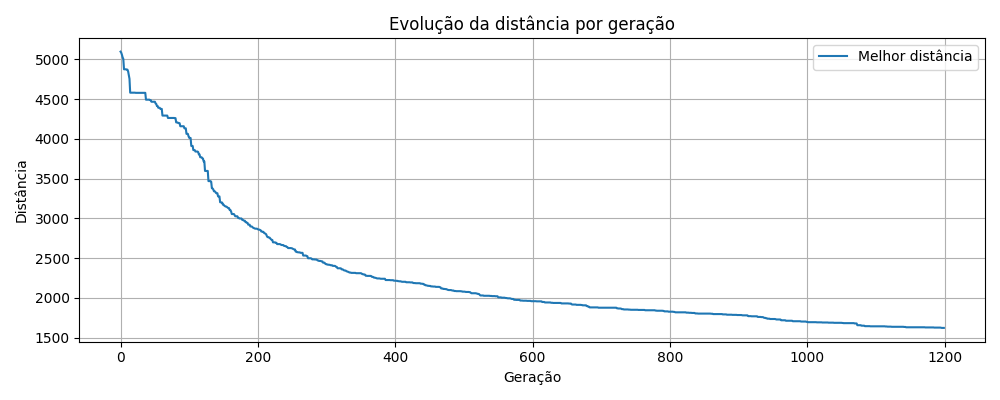 Evolução da distância por geração
Melhor distância
Distância
5000
4500
4000
3500
3000
2500
2000
1500
0 200 400 600 800 1000 1200
Geração